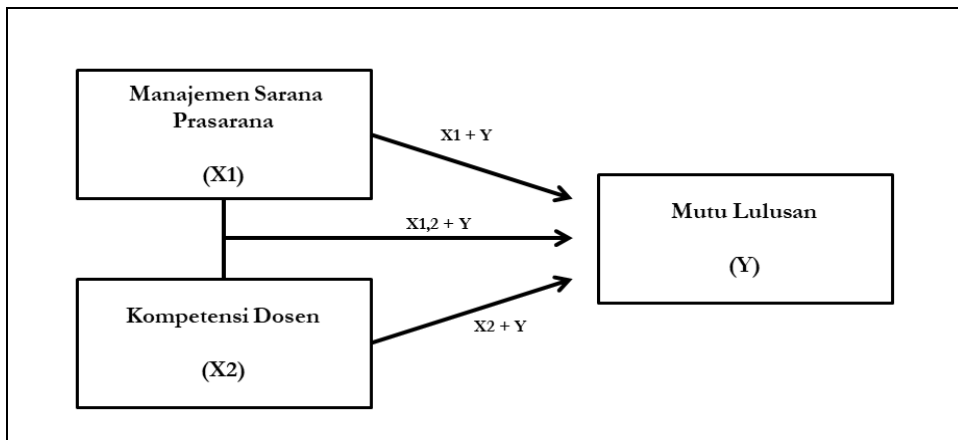 Manajemen Sarana
Prasarana
(X1)
X1 + Y
Mutu Lulusan
(Y)
X1,2 + Y
Kompetensi Dosen
(X2)
X2 + Y